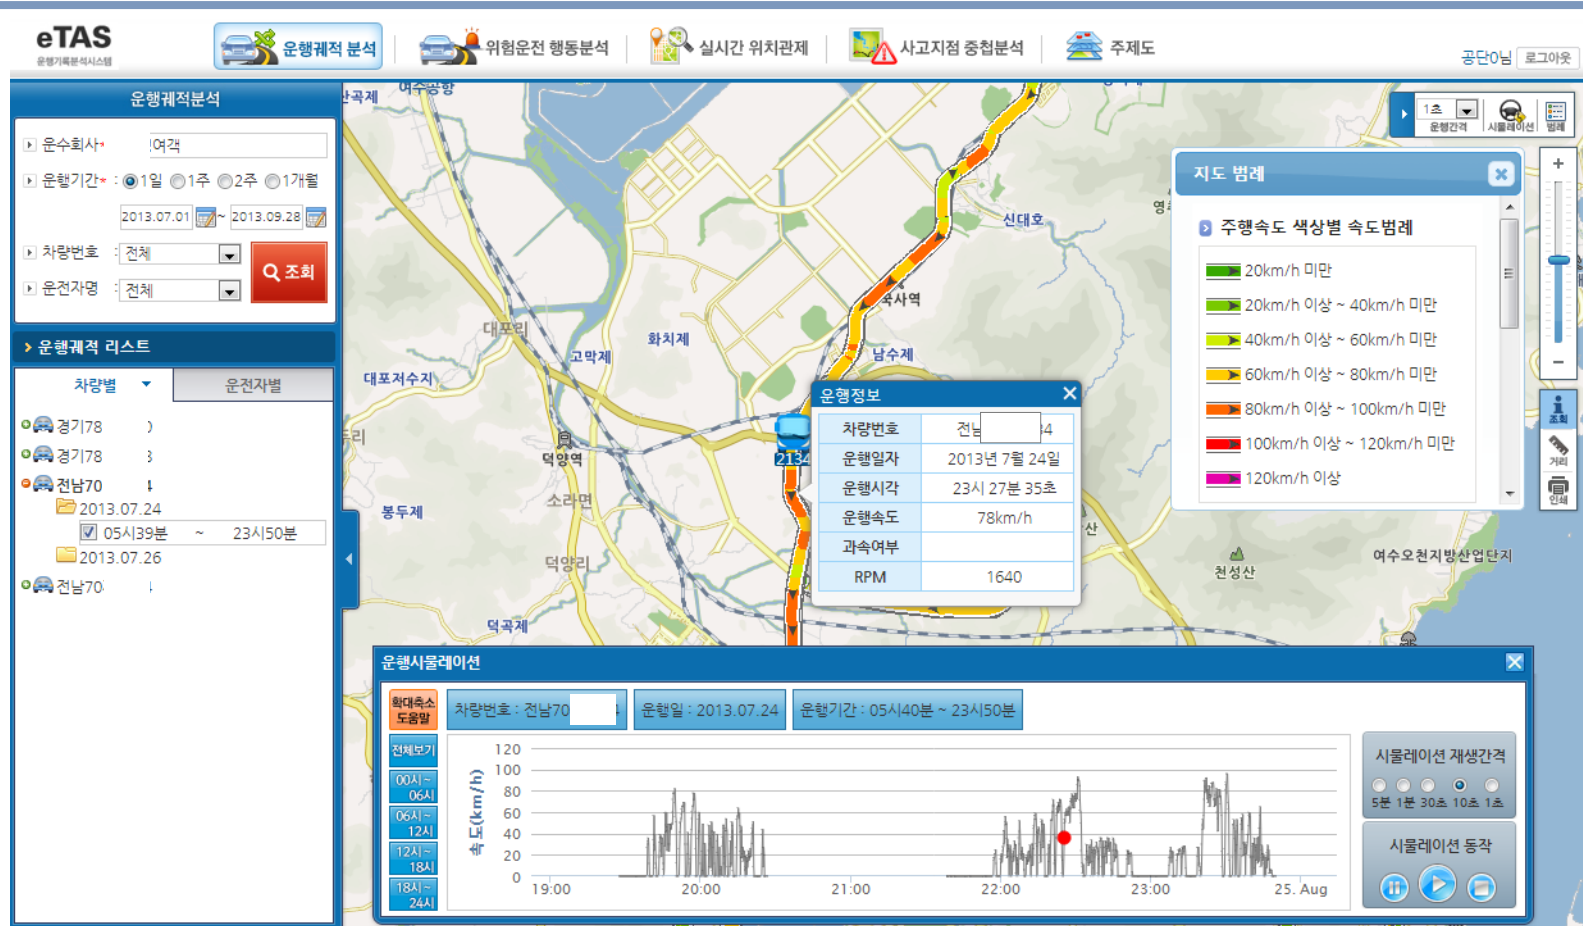 eTAS
운행기록분석시스템
운행궤적 분석
위험운전 행동분석
실시간 위치관제
사고지점 중첩분석
주제도
공단0님
로그아웃
운행궤적분석
운수회사*
여객
운행기간* : 1일 1주 2주 1개월
2013.07.01 ~ 2013.09.28
차량번호 : 전체
운전자명 : 전체
조회
운행궤적 리스트
차량별 운전자별
경기78
경기78
전남70
2013.07.24
05시39분 ~ 23시50분
2013.07.26
전남70
여수공항
신대호
대포리
고막제
화치제
남수제
대포저수지
덕양역
소라면
봉두제
덕양리
덕곡제
천성산
여수오천지방산업단지
2134
1초
운행간격
시뮬레이션
범례
지도 범례
주행속도 색상별 속도범례
20km/h 미만
20km/h 이상 ~ 40km/h 미만
40km/h 이상 ~ 60km/h 미만
60km/h 이상 ~ 80km/h 미만
80km/h 이상 ~ 100km/h 미만
100km/h 이상 ~ 120km/h 미만
120km/h 이상
+
−
조회
거리
인쇄
운행정보
차량번호 전남 4
운행일자 2013년 7월 24일
운행시각 23시 27분 35초
운행속도 78km/h
과속여부
RPM 1640
운행시뮬레이션
확대축소
도움말
차량번호 : 전남70
운행일 : 2013.07.24
운행기간 : 05시40분 ~ 23시50분
전체보기
00시~
06시
06시~
12시
12시~
18시
18시~
24시
속도(km/h)
120
100
80
60
40
20
0
19:00 20:00 21:00 22:00 23:00 25. Aug
시뮬레이션 재생간격
5분 1분 30초 10초 1초
시뮬레이션 동작